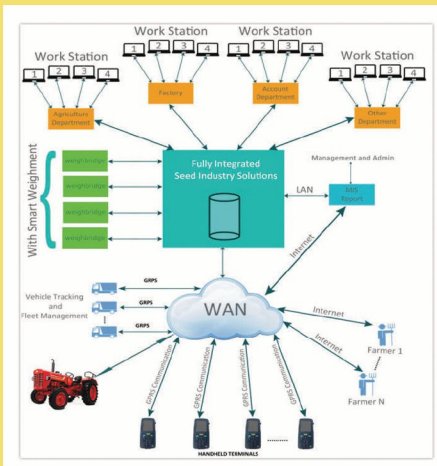 Work Station
1 2 3 4
Work Station
1 2 3 4
Work Station
1 2 3 4
Work Station
1 2 3 4
Agriculture
Department
Factory
Account
Department
Other
Department
With Smart Weighment
weighbridge
weighbridge
weighbridge
weighbridge
Fully Integrated
Seed Industry Solutions
Management and Admin
LAN
MIS
Report
Internet
Vehicle Tracking
and
Fleet Management
GRPS
GRPS
GRPS
WAN
Internet
Internet
Farmer 1
Farmer N
GPRS Communication
GPRS Communication
GPRS Communication
GPRS Communication
HANDHELD TERMINALS